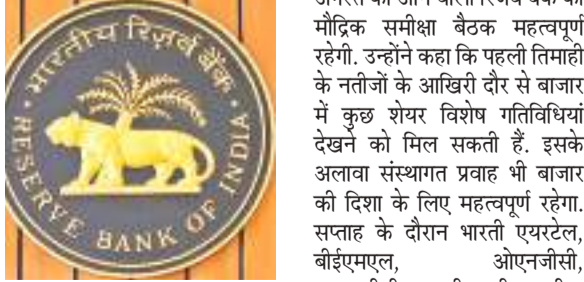 भारतीय रिज़र्व बैंक
RESERVE BANK OF INDIA
मौद्रिक समीक्षा बैठक महत्वपूर्ण
रहेगी. उन्होंने कहा कि पहली तिमाही
के नतीजों के आखिरी दौर से बाजार
में कुछ शेयर विशेष गतिविधियां
देखने को मिल सकती हैं. इसके
अलावा संस्थागत प्रवाह भी बाजार
की दिशा के लिए महत्वपूर्ण रहेगा.
सप्ताह के दौरान भारती एयरटेल,
बीईएमएल, ओएनजीसी,